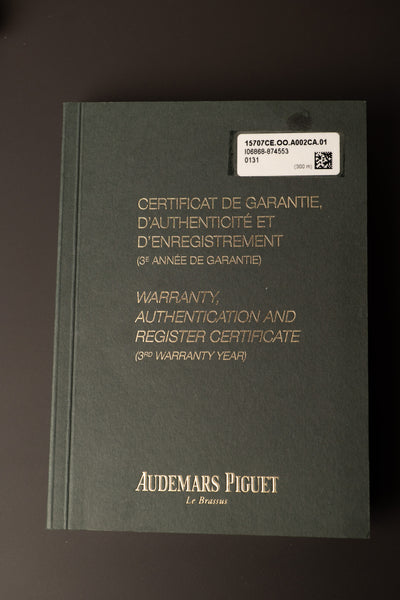 15707CE.OO.A002CA.01
I06868-874553
0131
(300 m)
CERTIFICAT DE GARANTIE,
D'AUTHENTICITÉ ET
D'ENREGISTREMENT
(3E ANNÉE DE GARANTIE)
WARRANTY,
AUTHENTICATION AND
REGISTER CERTIFICATE
(3RD WARRANTY YEAR)
AUDEMARS PIGUET
Le Brassus